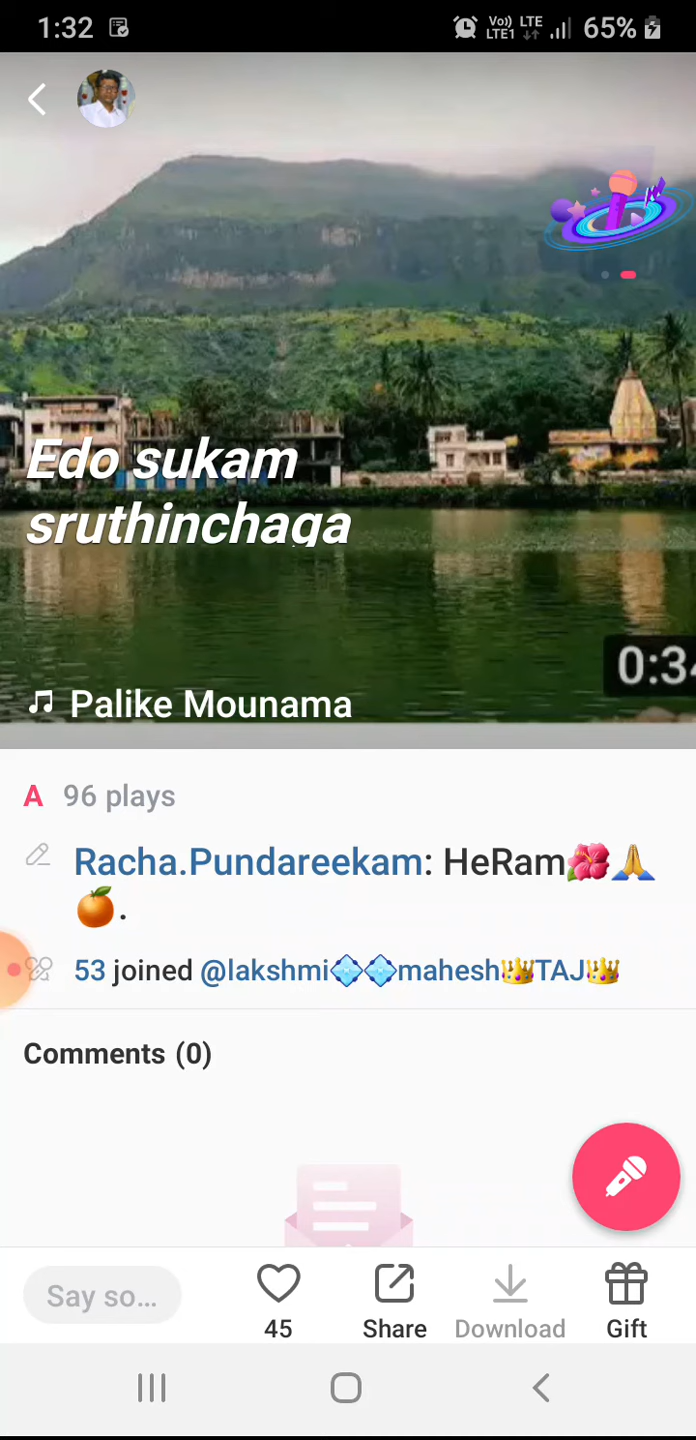 1:32
Vo)) LTE
LTE1
65%
Edo sukam
sruthinchaga
0:34
Palike Mounama
A 96 plays
Racha.Pundareekam: HeRam🌺🙏
🍊.
53 joined @lakshmi💠💠mahesh👑TAJ👑
Comments (0)
Say so...
45 Share Download Gift